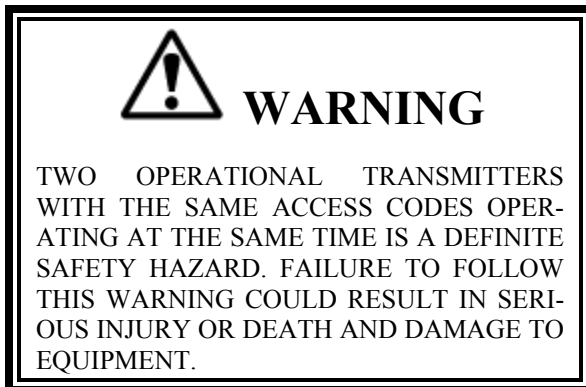 WARNING
TWO OPERATIONAL TRANSMITTERS
WITH THE SAME ACCESS CODES OPER-
ATING AT THE SAME TIME IS A DEFINITE
SAFETY HAZARD. FAILURE TO FOLLOW
THIS WARNING COULD RESULT IN SERI-
OUS INJURY OR DEATH AND DAMAGE TO
EQUIPMENT.